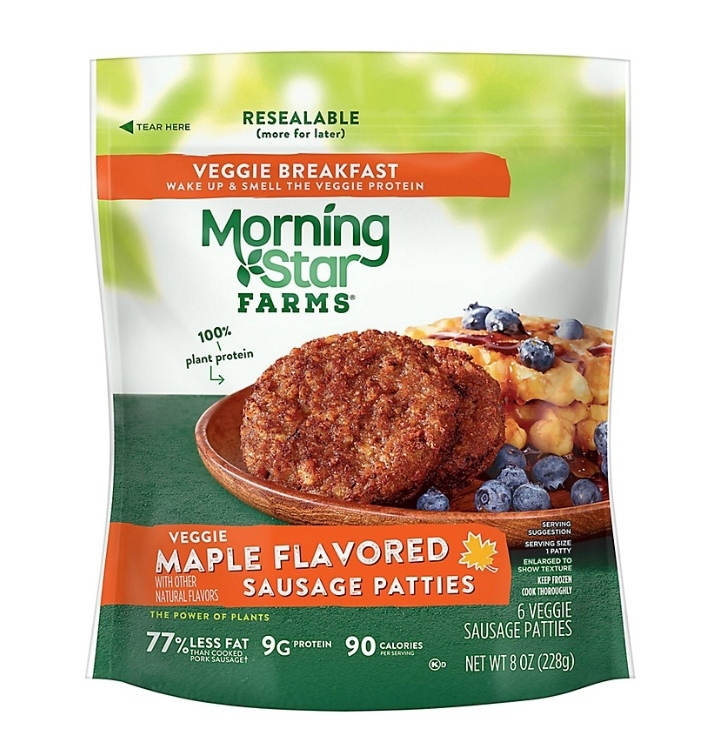 TEAR HERE
RESEALABLE
(more for later)
VEGGIE BREAKFAST
WAKE UP & SMELL THE VEGGIE PROTEIN
Morning
Star
FARMS®
100%
plant protein
SERVING
SUGGESTION
SERVING SIZE
1 PATTY
ENLARGED TO
SHOW TEXTURE
KEEP FROZEN
COOK THOROUGHLY
VEGGIE
MAPLE FLAVORED
WITH OTHER
NATURAL FLAVORS
SAUSAGE PATTIES
THE POWER OF PLANTS
77% LESS FAT
THAN COOKED
PORK SAUSAGE†
9G PROTEIN
90 CALORIES
PER SERVING
6 VEGGIE
SAUSAGE PATTIES
K D
NET WT 8 OZ (228g)